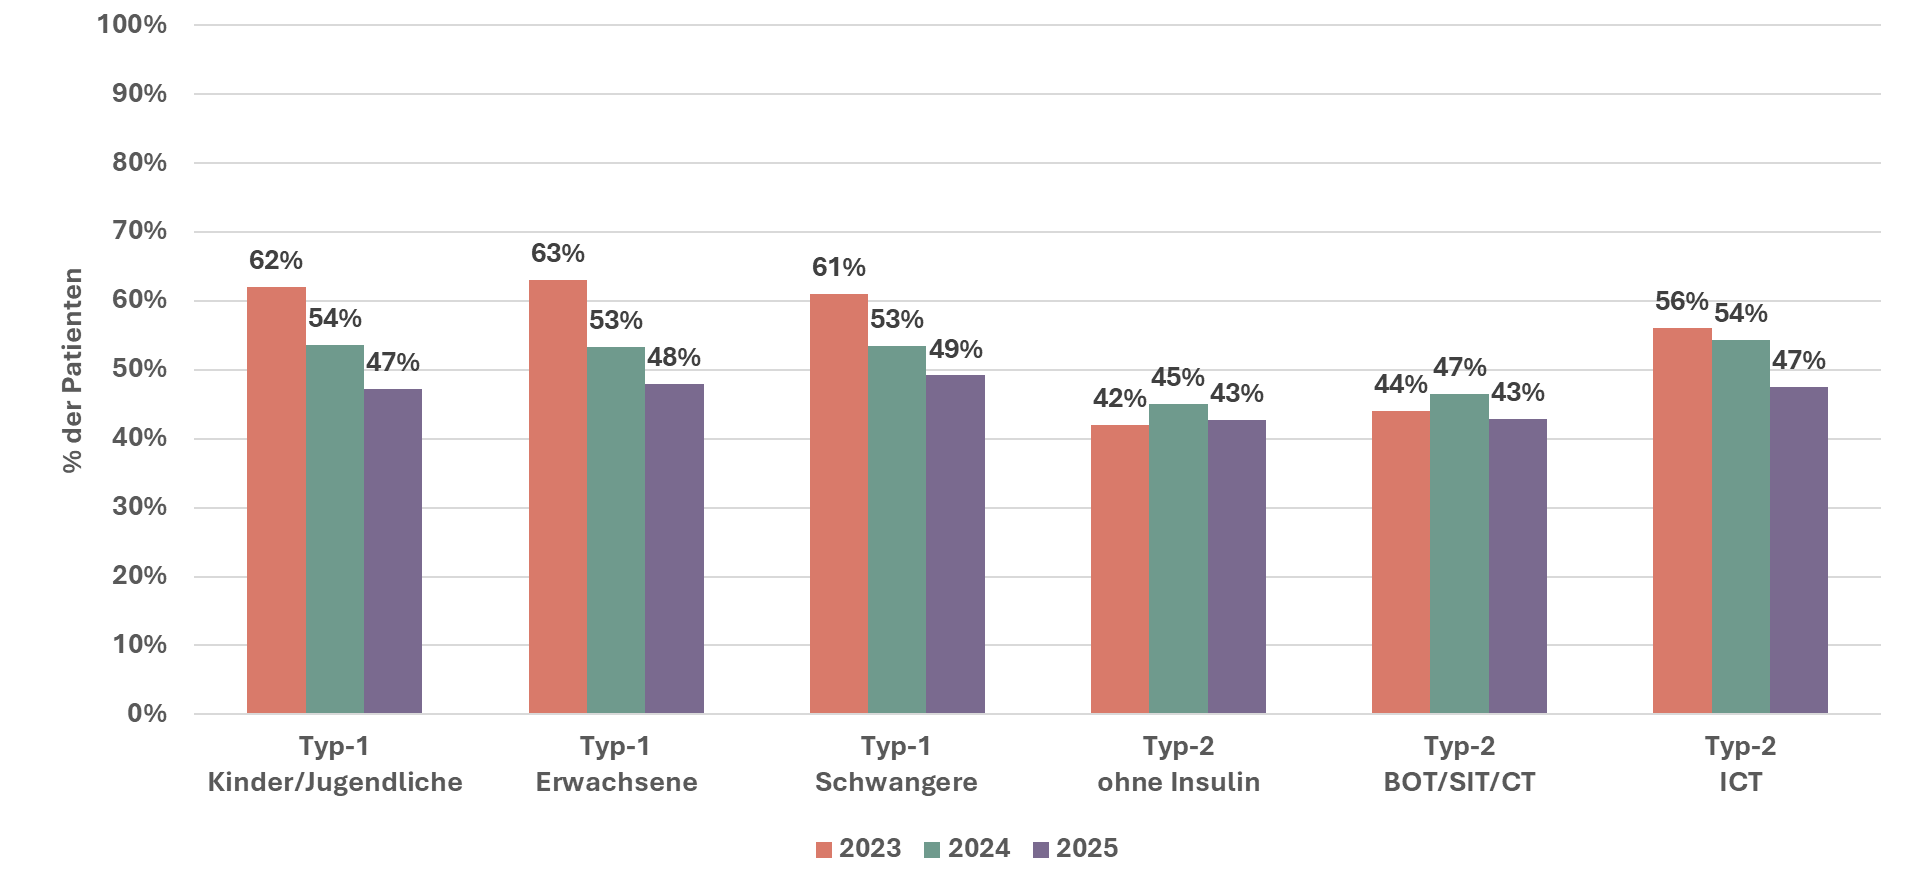 100%
90%
80%
70%
60%
50%
40%
30%
20%
10%
0%
% der Patienten
62%
54%
47%
63%
53%
48%
61%
53%
49%
42%
45%
43%
44%
47%
43%
56%
54%
47%
Typ-1
Kinder/Jugendliche
Typ-1
Erwachsene
Typ-1
Schwangere
Typ-2
ohne Insulin
Typ-2
BOT/SIT/CT
Typ-2
ICT
2023 2024 2025